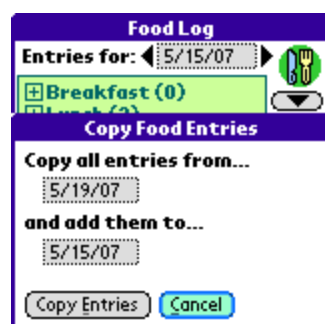 Food Log
Entries for: 5/15/07
Breakfast (0)
Copy Food Entries
Copy all entries from...
5/19/07
and add them to...
5/15/07
Copy Entries Cancel